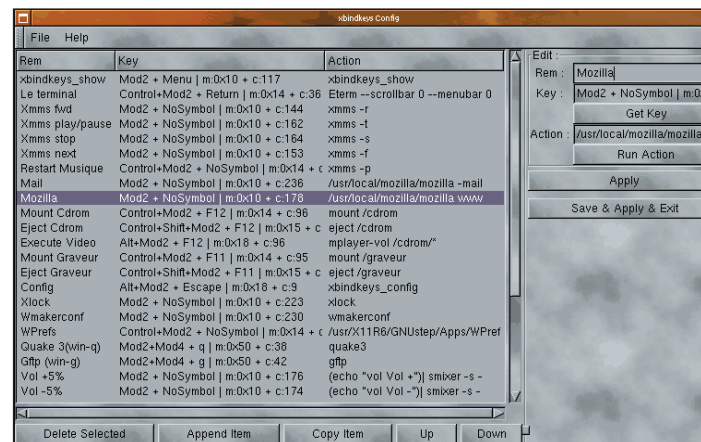 xbindkeys Config
File Help
Rem Key Action
xbindkeys_show Mod2 + Menu | m:0x10 + c:117 xbindkeys_show
Le terminal Control+Mod2 + Return | m:0x14 + c:36 Eterm --scrollbar 0 --menubar 0
Xmms fwd Mod2 + NoSymbol | m:0x10 + c:144 xmms -r
Xmms play/pause Mod2 + NoSymbol | m:0x10 + c:162 xmms -t
Xmms stop Mod2 + NoSymbol | m:0x10 + c:164 xmms -s
Xmms next Mod2 + NoSymbol | m:0x10 + c:153 xmms -f
Restart Musique Control+Mod2 + NoSymbol | m:0x14 + c xmms -p
Mail Mod2 + NoSymbol | m:0x10 + c:236 /usr/local/mozilla/mozilla -mail
Mozilla Mod2 + NoSymbol | m:0x10 + c:178 /usr/local/mozilla/mozilla www
Mount Cdrom Control+Mod2 + F12 | m:0x14 + c:96 mount /cdrom
Eject Cdrom Control+Shift+Mod2 + F12 | m:0x15 + c eject /cdrom
Execute Video Alt+Mod2 + F12 | m:0x18 + c:96 mplayer-vol /cdrom/*
Mount Graveur Control+Mod2 + F11 | m:0x14 + c:95 mount /graveur
Eject Graveur Control+Shift+Mod2 + F11 | m:0x15 + c eject /graveur
Config Alt+Mod2 + Escape | m:0x18 + c:9 xbindkeys_config
Xlock Mod2 + NoSymbol | m:0x10 + c:223 xlock
Wmakerconf Mod2 + NoSymbol | m:0x10 + c:230 wmakerconf
WPrefs Control+Mod2 + NoSymbol | m:0x14 + c /usr/X11R6/GNUstep/Apps/WPref
Quake 3(win-q) Mod2+Mod4 + q | m:0x50 + c:38 quake3
Gftp (win-g) Mod2+Mod4 + g | m:0x50 + c:42 gftp
Vol +5% Mod2 + NoSymbol | m:0x10 + c:176 (echo "vol Vol +")| smixer -s -
Vol -5% Mod2 + NoSymbol | m:0x10 + c:174 (echo "vol Vol -")| smixer -s -
Delete Selected Append Item Copy Item Up Down
Edit :
Rem : Mozilla
Key : Mod2 + NoSymbol | m:0
Get Key
Action : /usr/local/mozilla/mozilla
Run Action
Apply
Save & Apply & Exit